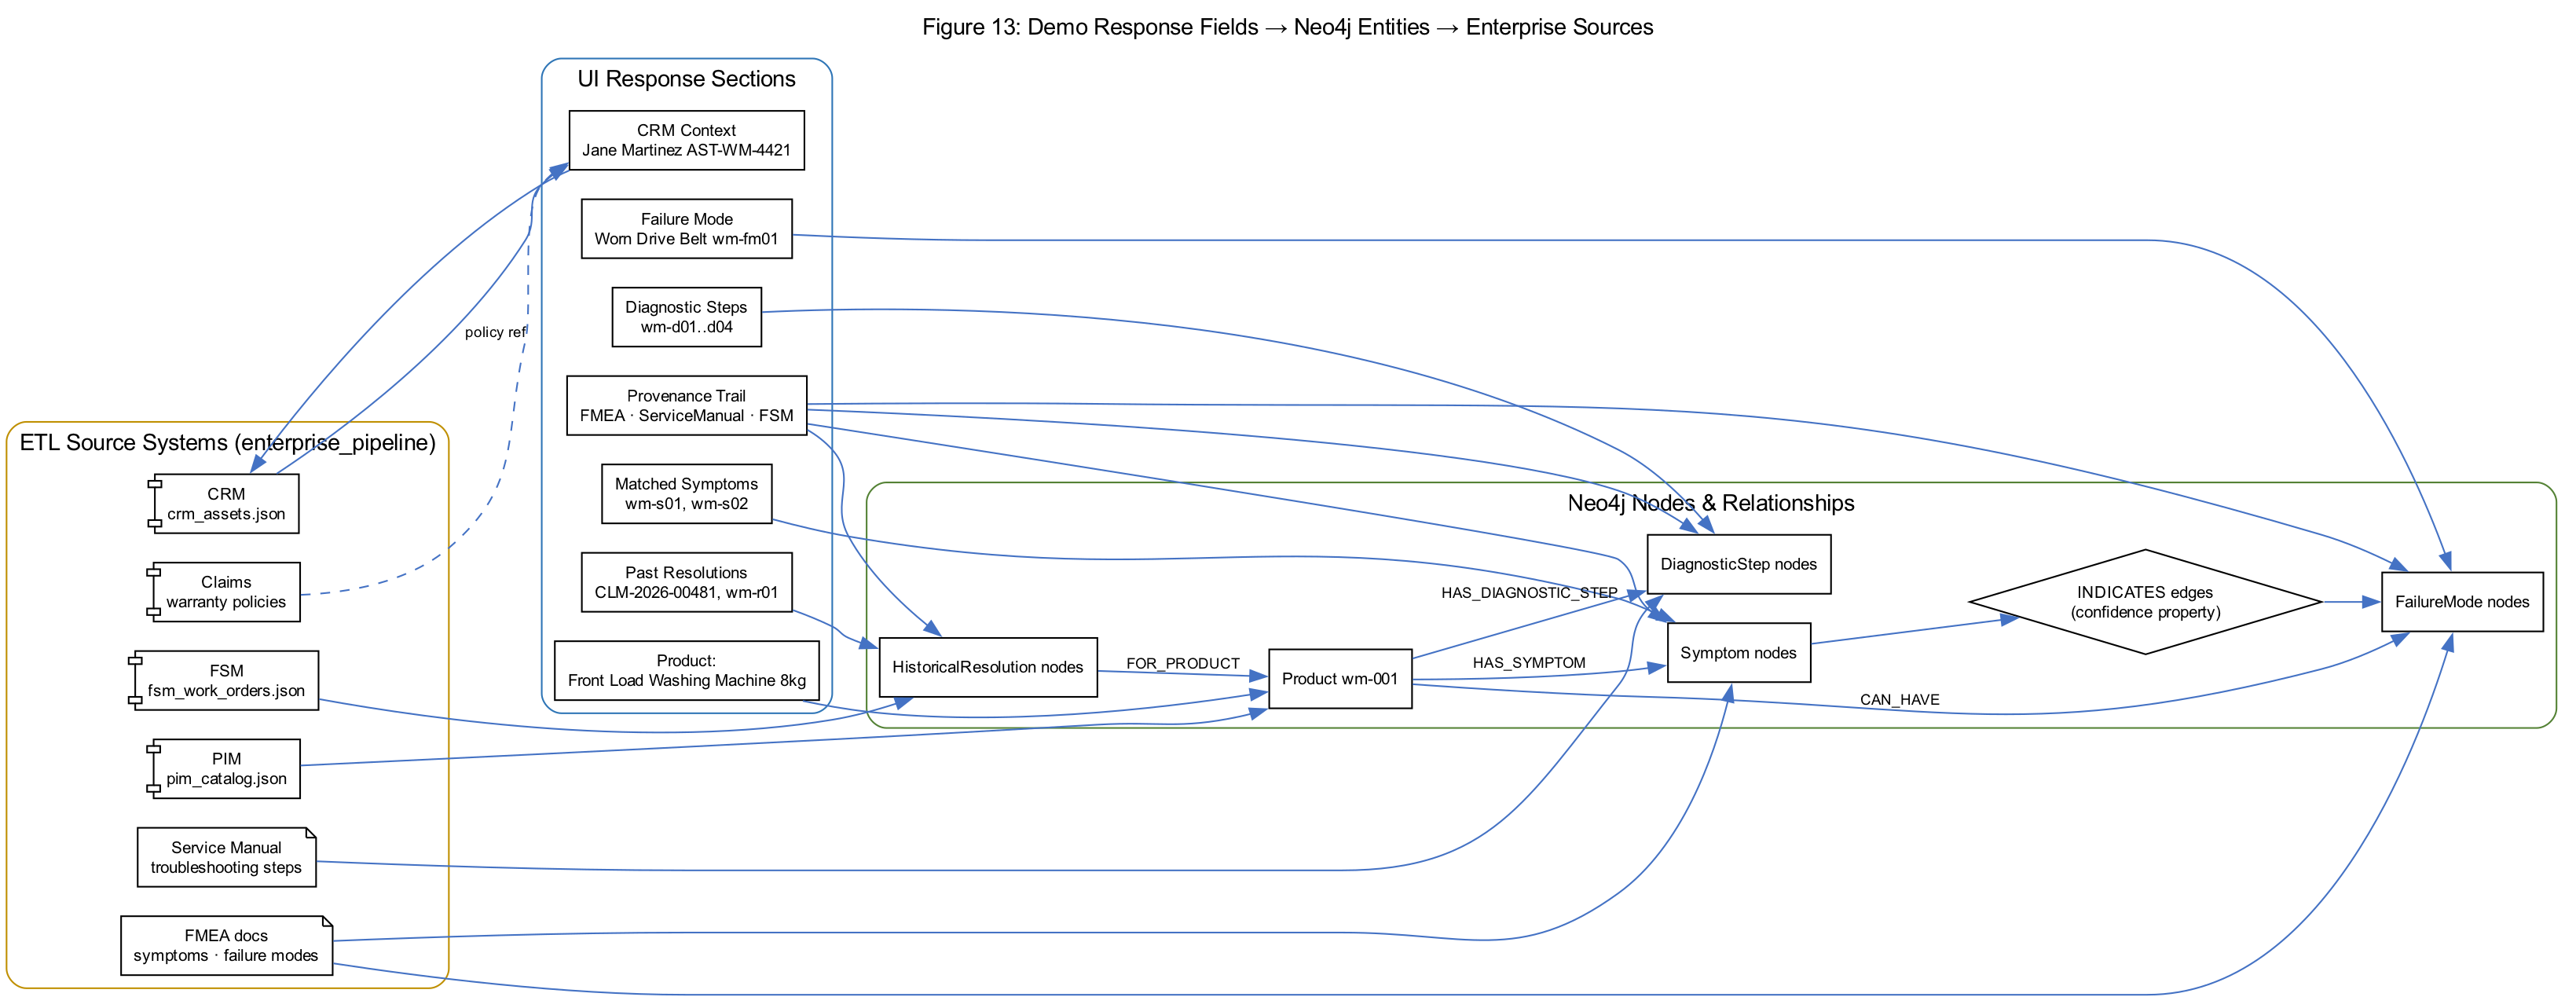 Figure 13: Demo Response Fields → Neo4j Entities → Enterprise Sources
UI Response Sections
CRM Context
Jane Martinez AST-WM-4421
Failure Mode
Worn Drive Belt wm-fm01
Diagnostic Steps
wm-d01..d04
Provenance Trail
FMEA · ServiceManual · FSM
Matched Symptoms
wm-s01, wm-s02
Past Resolutions
CLM-2026-00481, wm-r01
Product:
Front Load Washing Machine 8kg
policy ref
ETL Source Systems (enterprise_pipeline)
CRM
crm_assets.json
Claims
warranty policies
FSM
fsm_work_orders.json
PIM
pim_catalog.json
Service Manual
troubleshooting steps
FMEA docs
symptoms · failure modes
Neo4j Nodes & Relationships
HistoricalResolution nodes
FOR_PRODUCT
Product wm-001
HAS_DIAGNOSTIC_STEP
HAS_SYMPTOM
CAN_HAVE
DiagnosticStep nodes
Symptom nodes
INDICATES edges
(confidence property)
FailureMode nodes